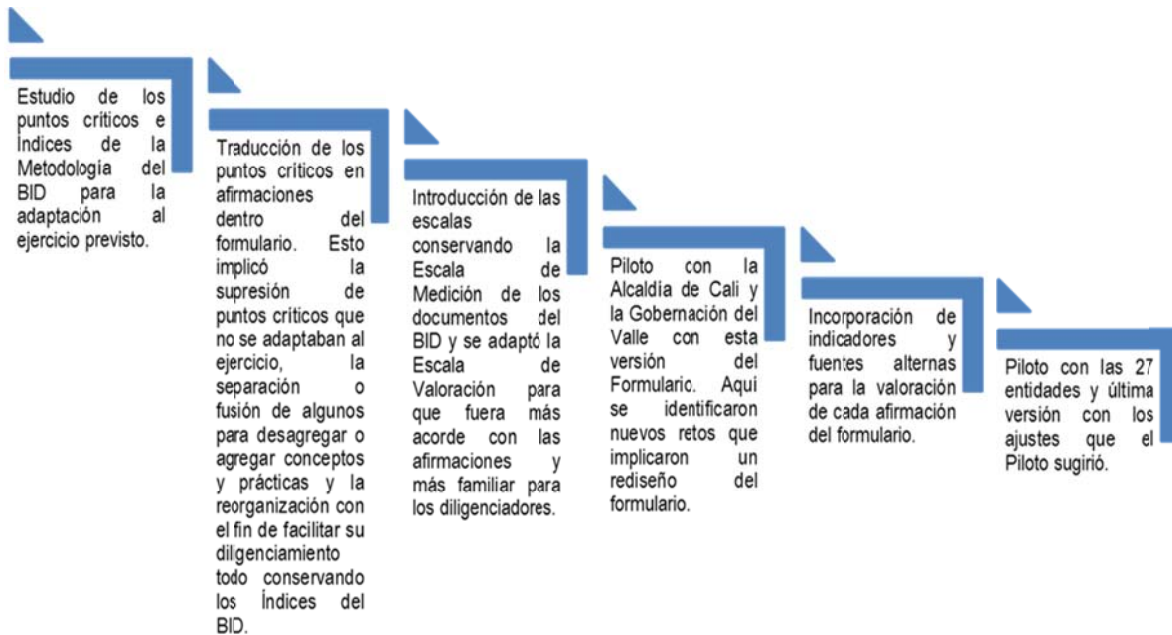 Estudio de los
puntos críticos e
Índices de la
Metodología del
BID para la
adaptación al
ejercicio previsto.
Traducción de los
puntos críticos en
afirmaciones
dentro del
formulario. Esto
implicó la
supresión de
puntos críticos que
no se adaptaban al
ejercicio, la
separación o
fusión de algunos
para desagregar o
agregar conceptos
y prácticas y la
reorganización con
el fin de facilitar su
diligenciamiento
todo conservando
los Índices del
BID.
Introducción de las
escalas
conservando la
Escala de
Medición de los
documentos del
BID y se adaptó la
Escala de
Valoración para
que fuera más
acorde con las
afirmaciones y
más familiar para
los diligenciadores.
Piloto con la
Alcaldía de Cali y
la Gobernación del
Valle con esta
versión del
Formulario. Aquí
se identificaron
nuevos retos que
implicaron un
rediseño del
formulario.
Incorporación de
indicadores y
fuentes alternas
para la valoración
de cada afirmación
del formulario.
Piloto con las 27
entidades y última
versión con los
ajustes que el
Piloto sugirió.